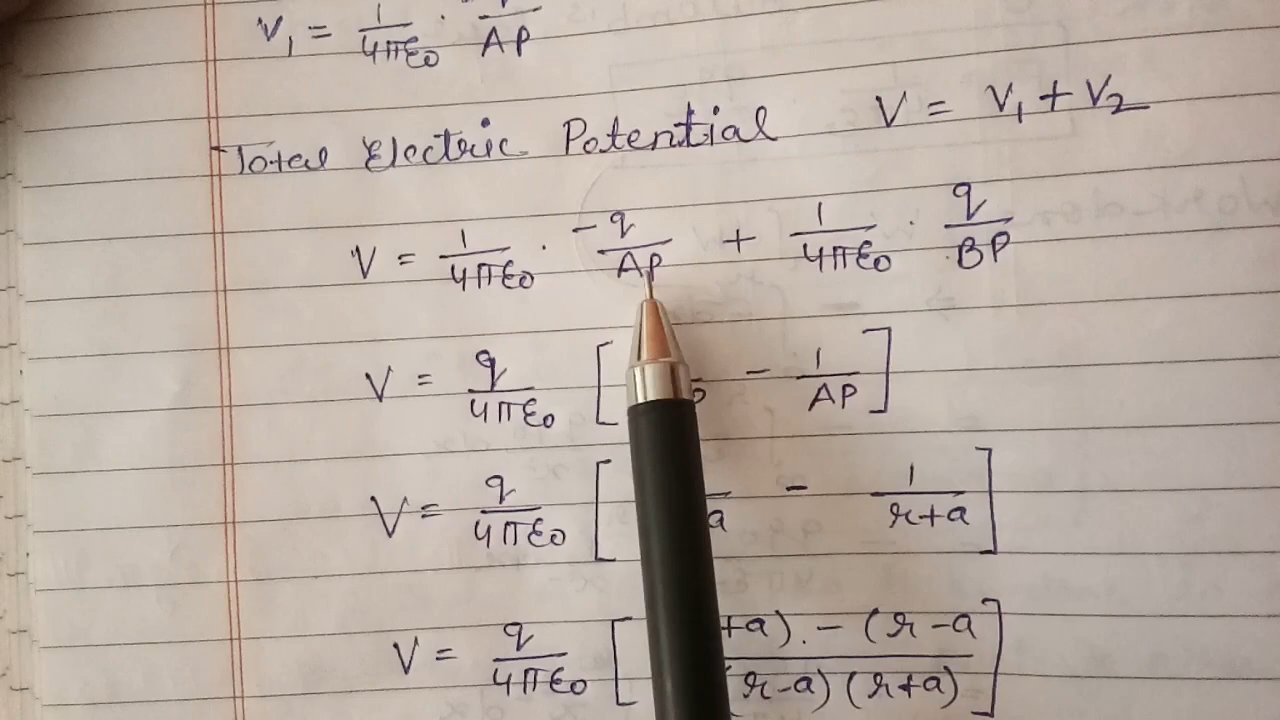 V₁ = 1/4πε₀ · /AP
Total Electric Potential V = V₁ + V₂
V = 1/4πε₀ · -q/AP + 1/4πε₀ · q/BP
V = q/4πε₀ [ - 1/AP ]
V = q/4πε₀ [ a - 1/r+a ]
V = q/4πε₀ [ +a). - (r-a / (r-a)(r+a) ]